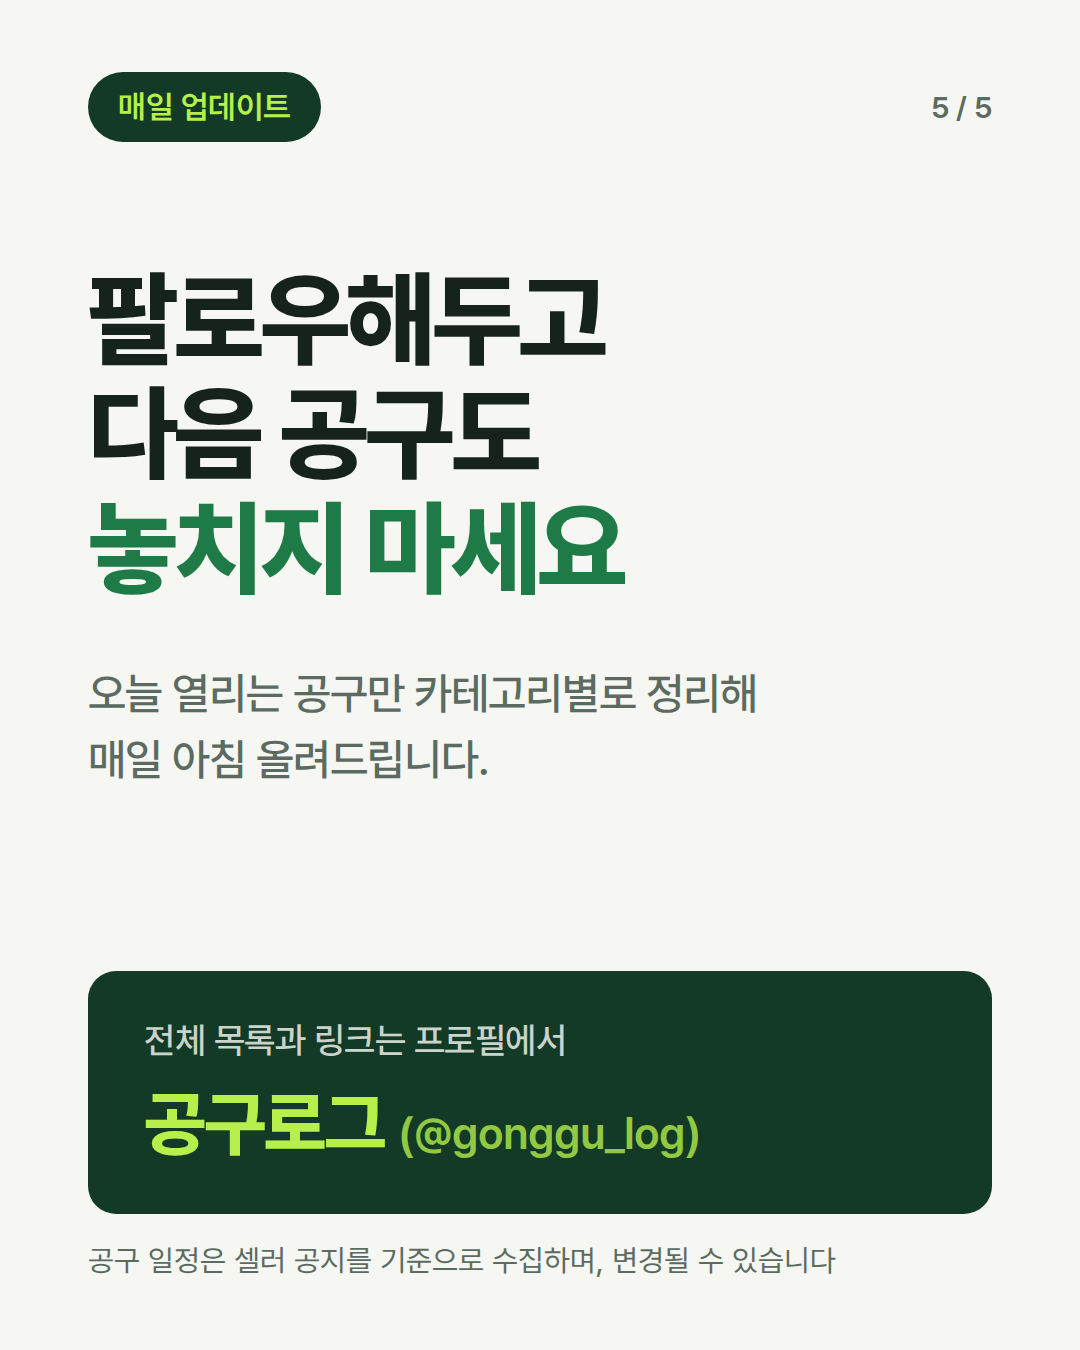 매일 업데이트
5 / 5
팔로우해두고
다음 공구도
놓치지 마세요
오늘 열리는 공구만 카테고리별로 정리해
매일 아침 올려드립니다.
전체 목록과 링크는 프로필에서
공구로그 (@gonggu_log)
공구 일정은 셀러 공지를 기준으로 수집하며, 변경될 수 있습니다